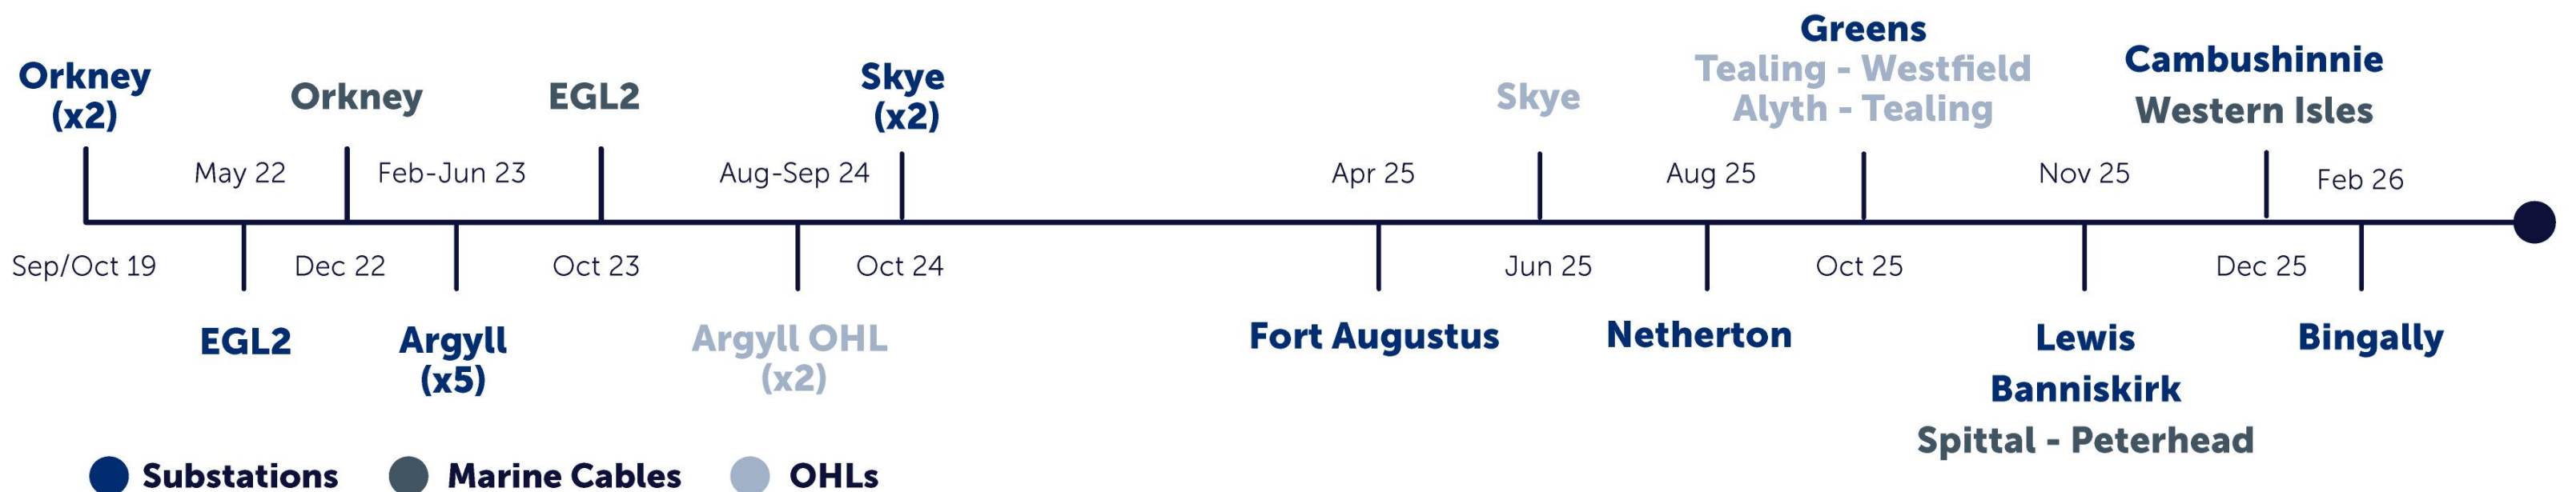 Orkney
(x2)
Orkney
EGL2
Skye
(x2)
Skye
Greens
Tealing - Westfield
Alyth - Tealing
Cambushinnie
Western Isles
May 22
Feb-Jun 23
Aug-Sep 24
Apr 25
Aug 25
Nov 25
Feb 26
Sep/Oct 19
Dec 22
Oct 23
Oct 24
Jun 25
Oct 25
Dec 25
EGL2
Argyll
(x5)
Argyll OHL
(x2)
Fort Augustus
Netherton
Lewis
Banniskirk
Spittal - Peterhead
Bingally
Substations
Marine Cables
OHLs